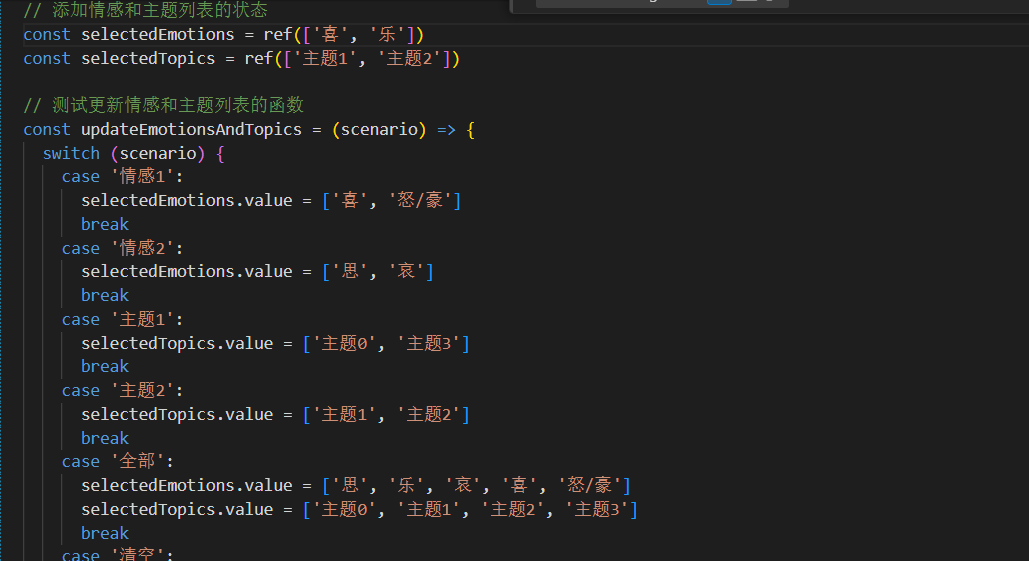 // 添加情感和主题列表的状态
const selectedEmotions = ref(['喜', '乐'])
const selectedTopics = ref(['主题1', '主题2'])
// 测试更新情感和主题列表的函数
const updateEmotionsAndTopics = (scenario) => {
switch (scenario) {
case '情感1':
selectedEmotions.value = ['喜', '怒/豪']
break
case '情感2':
selectedEmotions.value = ['思', '哀']
break
case '主题1':
selectedTopics.value = ['主题0', '主题3']
break
case '主题2':
selectedTopics.value = ['主题1', '主题2']
break
case '全部':
selectedEmotions.value = ['思', '乐', '哀', '喜', '怒/豪']
selectedTopics.value = ['主题0', '主题1', '主题2', '主题3']
break
case '清空':